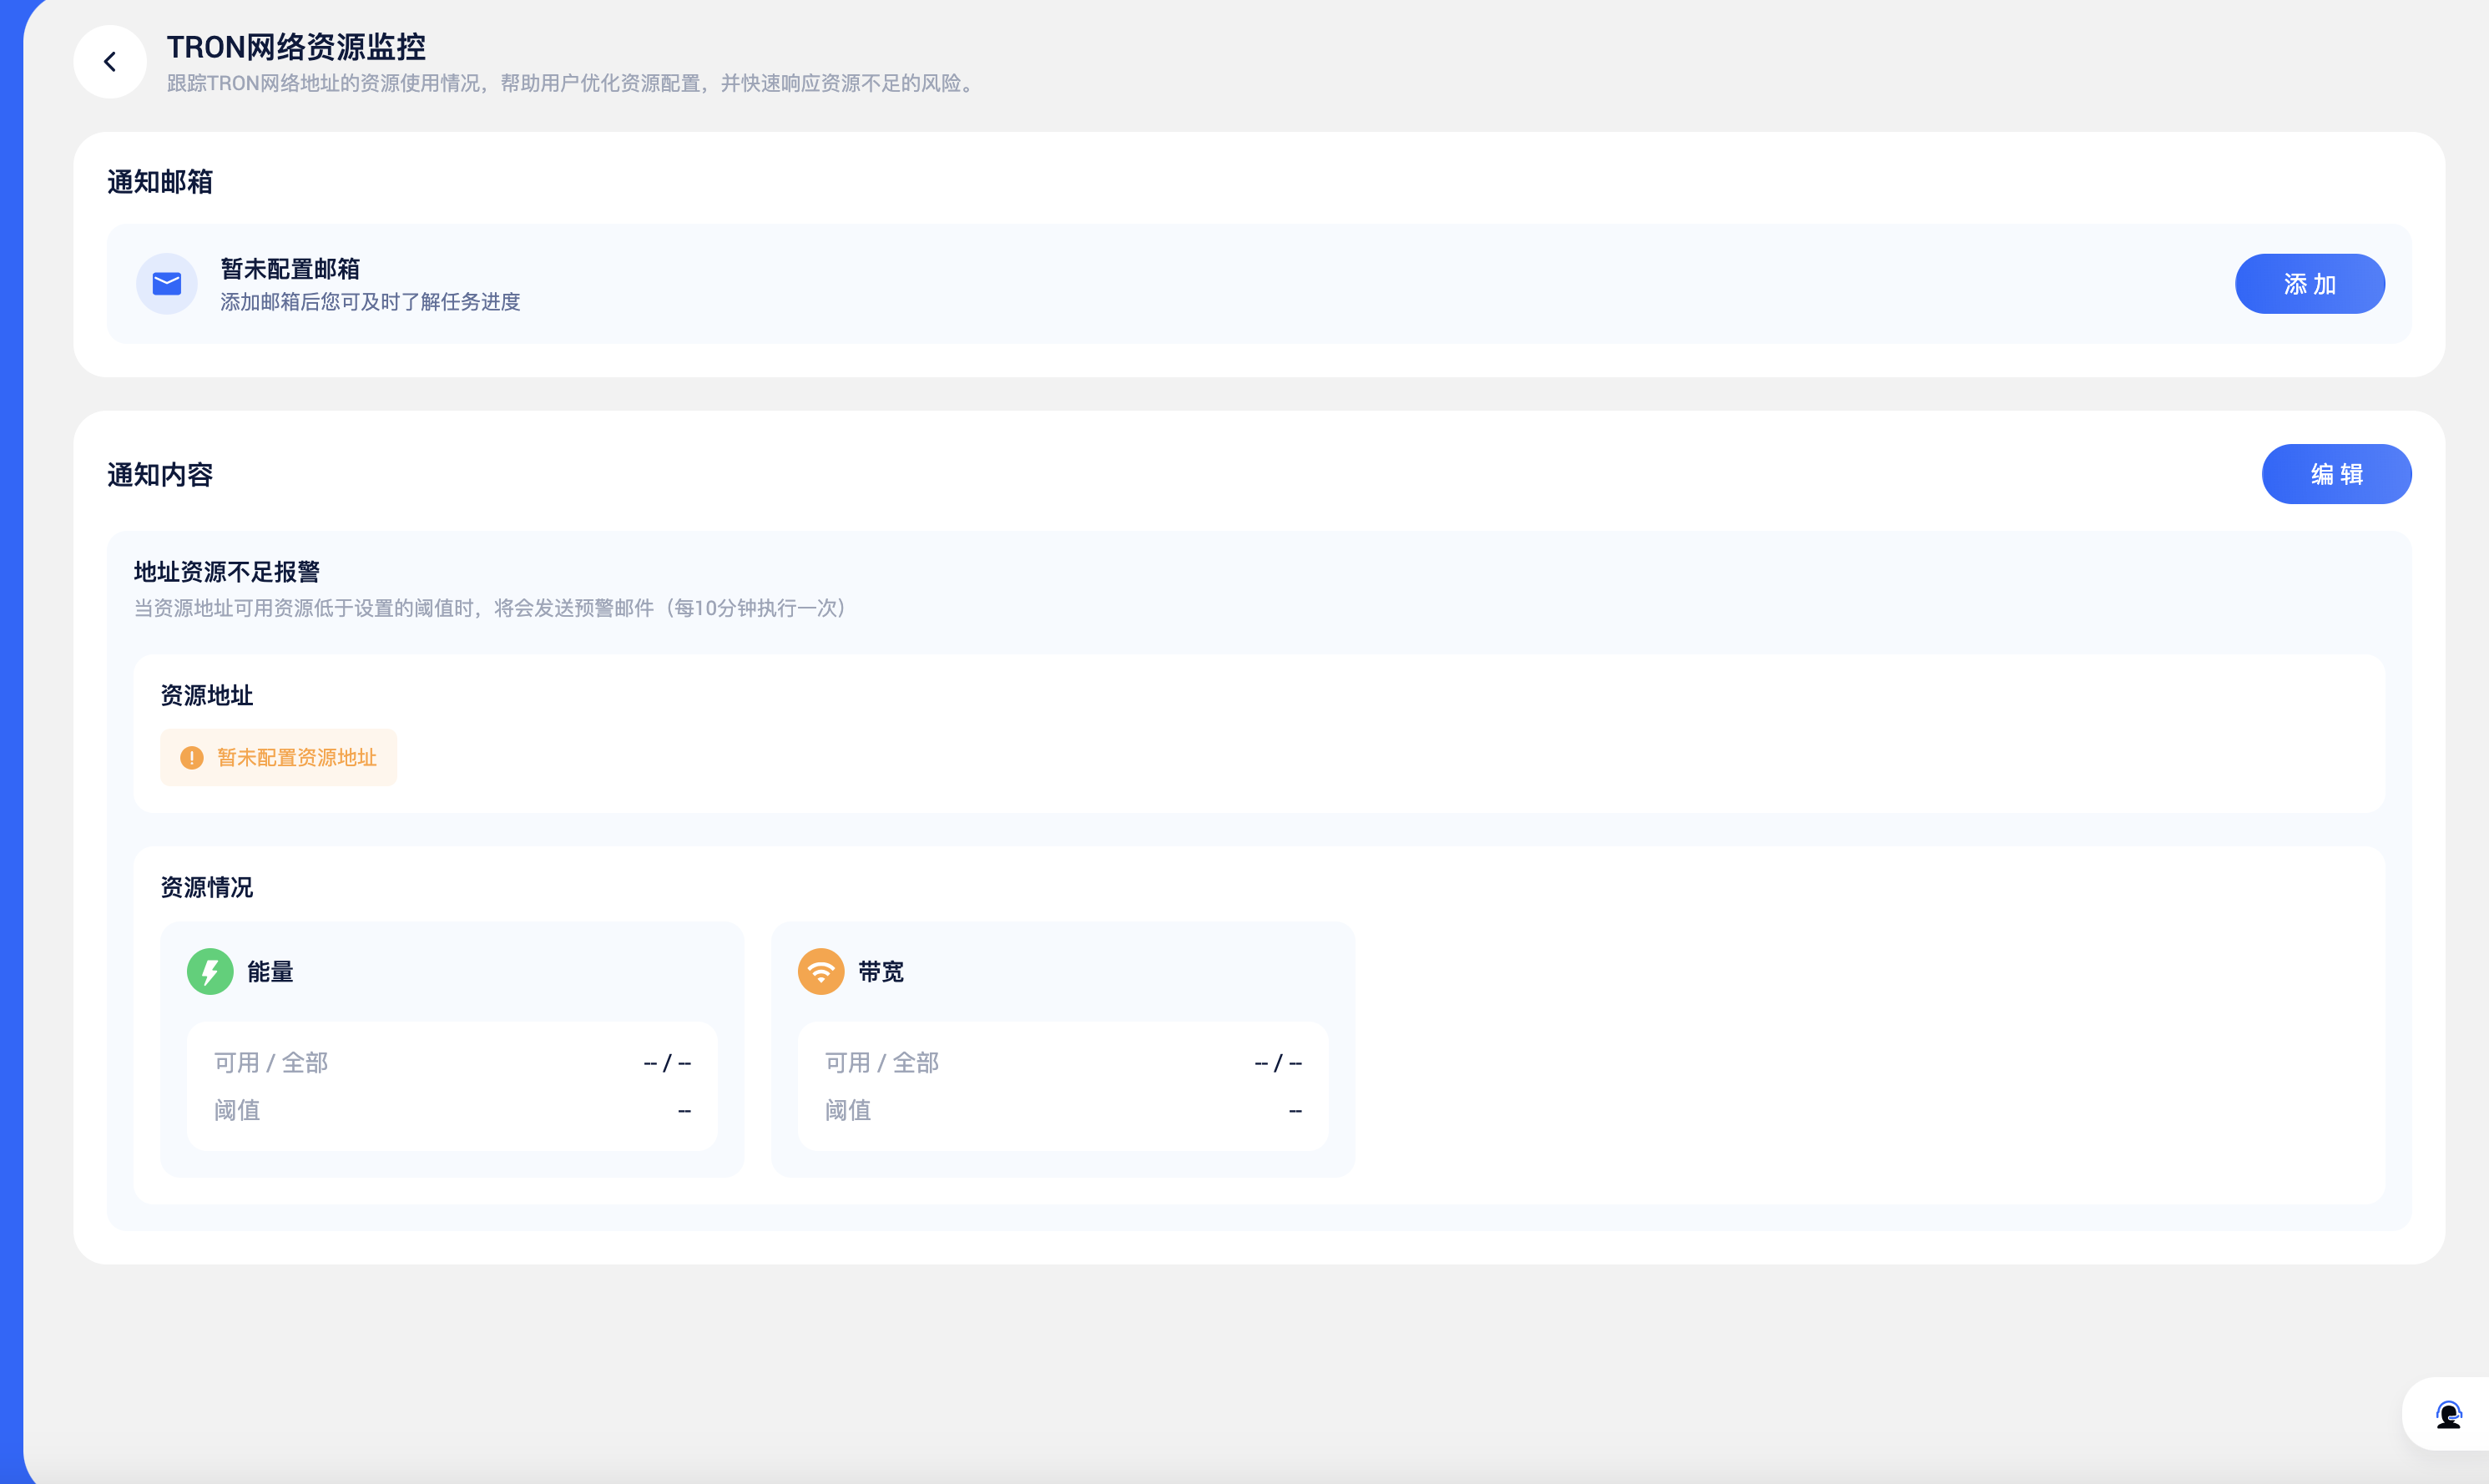 TRON网络资源监控
跟踪TRON网络地址的资源使用情况，帮助用户优化资源配置，并快速响应资源不足的风险。
通知邮箱
暂未配置邮箱
添加邮箱后您可及时了解任务进度
添 加
通知内容
编 辑
地址资源不足报警
当资源地址可用资源低于设置的阈值时，将会发送预警邮件（每10分钟执行一次）
资源地址
暂未配置资源地址
资源情况
能量
可用 / 全部 -- / --
阈值 --
带宽
可用 / 全部 -- / --
阈值 --